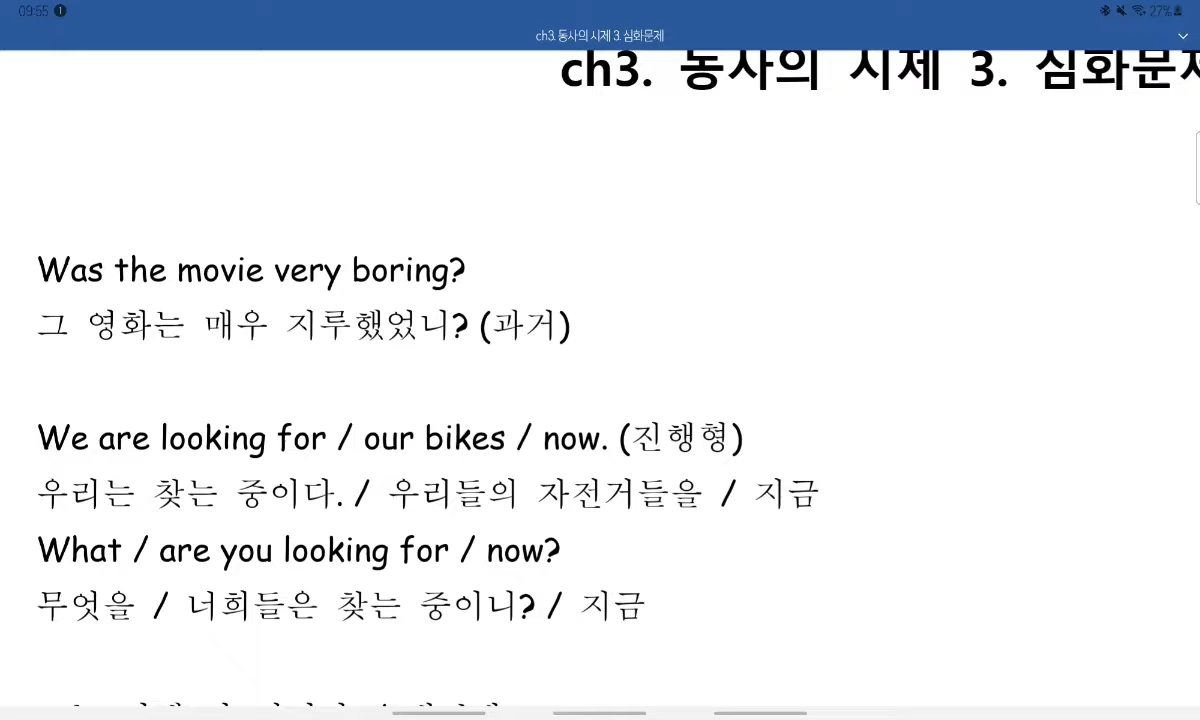 09:55 1 27%
ch3. 동사의 시제 3. 심화문제
ch3. 동사의 시제 3. 심화문제
Was the movie very boring?
그 영화는 매우 지루했었니? (과거)
We are looking for / our bikes / now. (진행형)
우리는 찾는 중이다. / 우리들의 자전거들을 / 지금
What / are you looking for / now?
무엇을 / 너희들은 찾는 중이니? / 지금